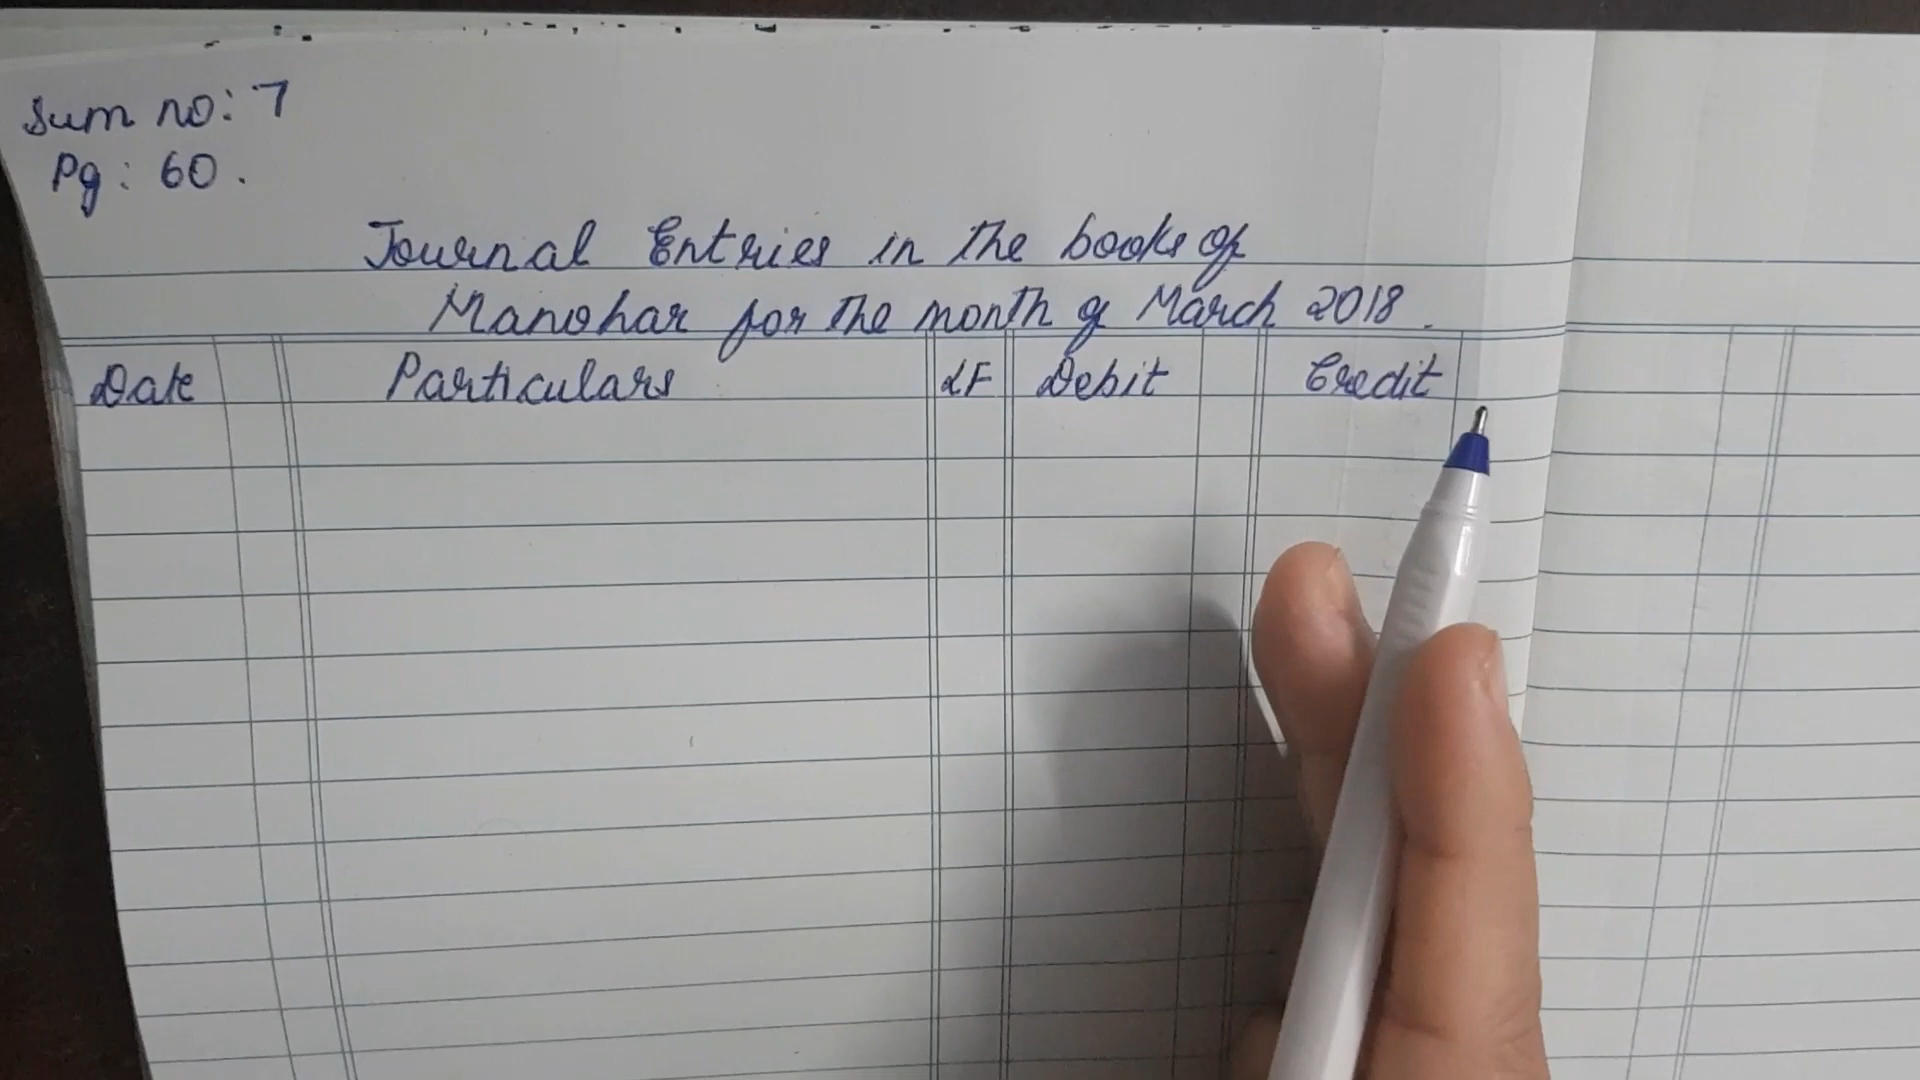 Sum no: 7
Pg: 60.
Journal Entries in the books of
Manohar for the month of March 2018.
Date Particulars LF Debit Credit